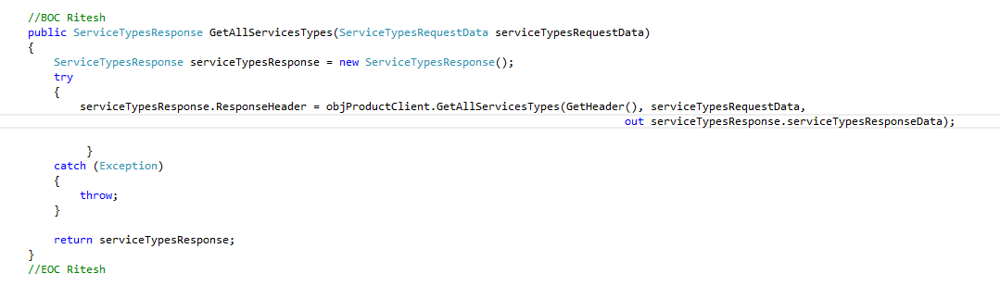 //BOC Ritesh
public ServiceTypesResponse GetAllServicesTypes(ServiceTypesRequestData serviceTypesRequestData)
{
ServiceTypesResponse serviceTypesResponse = new ServiceTypesResponse();
try
{
serviceTypesResponse.ResponseHeader = objProductClient.GetAllServicesTypes(GetHeader(), serviceTypesRequestData,
out serviceTypesResponse.serviceTypesResponseData);
}
catch (Exception)
{
throw;
}
return serviceTypesResponse;
}
//EOC Ritesh